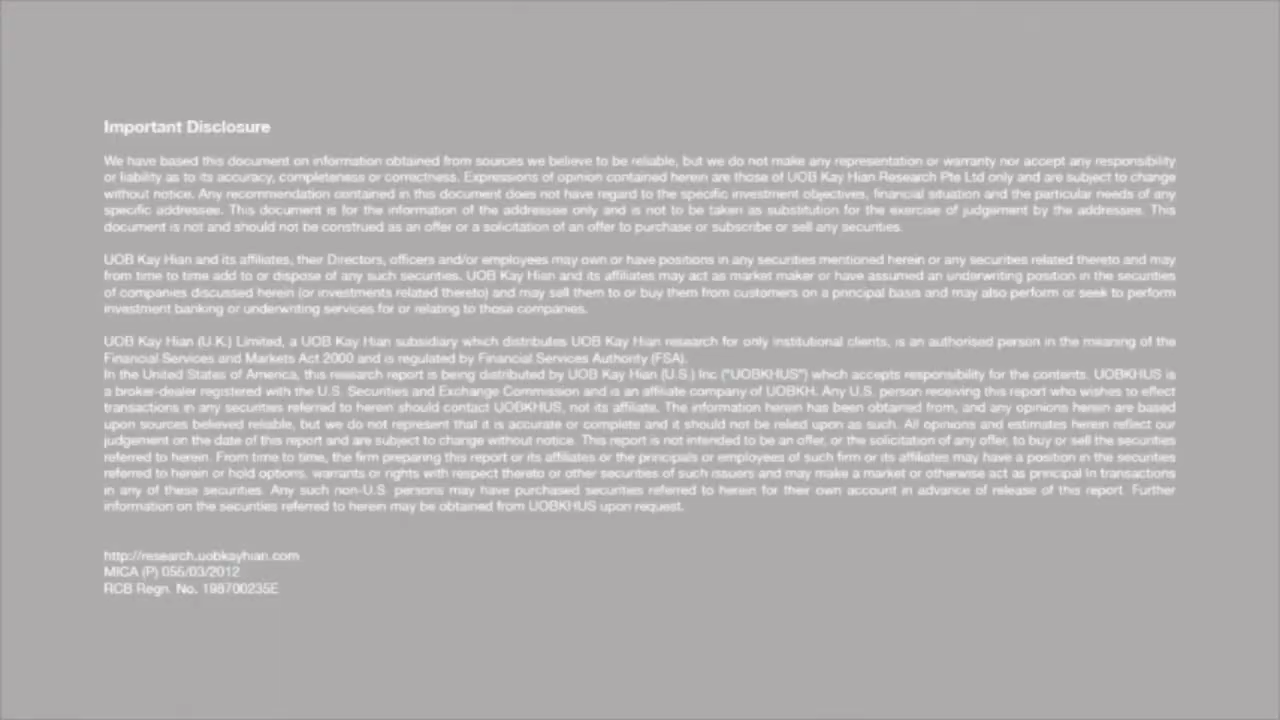 Important Disclosure
We have based this document on information obtained from sources we believe to be reliable, but we do not make any representation or warranty nor accept any responsibility
or liability as to its accuracy, completeness or correctness. Expressions of opinion contained herein are those of UOB Kay Hian Research Pte Ltd only and are subject to change
without notice. Any recommendation contained in this document does not have regard to the specific investment objectives, financial situation and the particular needs of any
specific addressee. This document is for the information of the addressee only and is not to be taken as substitution for the exercise of judgement by the addressee. This
document is not and should not be construed as an offer or a solicitation of an offer to purchase or subscribe or sell any securities.
UOB Kay Hian and its affiliates, their Directors, officers and/or employees may own or have positions in any securities mentioned herein or any securities related thereto and may
from time to time add to or dispose of any such securities. UOB Kay Hian and its affiliates may act as market maker or have assumed an underwriting position in the securities
of companies discussed herein (or investments related thereto) and may sell them to or buy them from customers on a principal basis and may also perform or seek to perform
investment banking or underwriting services for or relating to those companies.
UOB Kay Hian (U.K.) Limited, a UOB Kay Hian subsidiary which distributes UOB Kay Hian research for only institutional clients, is an authorised person in the meaning of the
Financial Services and Markets Act 2000 and is regulated by Financial Services Authority (FSA).
In the United States of America, this research report is being distributed by UOB Kay Hian (U.S.) Inc ("UOBKHUS") which accepts responsibility for the contents. UOBKHUS is
a broker-dealer registered with the U.S. Securities and Exchange Commission and is an affiliate company of UOBKH. Any U.S. person receiving this report who wishes to effect
transactions in any securities referred to herein should contact UOBKHUS, not its affiliate. The information herein has been obtained from, and any opinions herein are based
upon sources believed reliable, but we do not represent that it is accurate or complete and it should not be relied upon as such. All opinions and estimates herein reflect our
judgement on the date of this report and are subject to change without notice. This report is not intended to be an offer, or the solicitation of any offer, to buy or sell the securities
referred to herein. From time to time, the firm preparing this report or its affiliates or the principals or employees of such firm or its affiliates may have a position in the securities
referred to herein or hold options, warrants or rights with respect thereto or other securities of such issuers and may make a market or otherwise act as principal in transactions
in any of these securities. Any such non-U.S. persons may have purchased securities referred to herein for their own account in advance of release of this report. Further
information on the securities referred to herein may be obtained from UOBKHUS upon request.
http://research.uobkayhian.com
MICA (P) 055/03/2012
RCB Regn. No. 198700235E